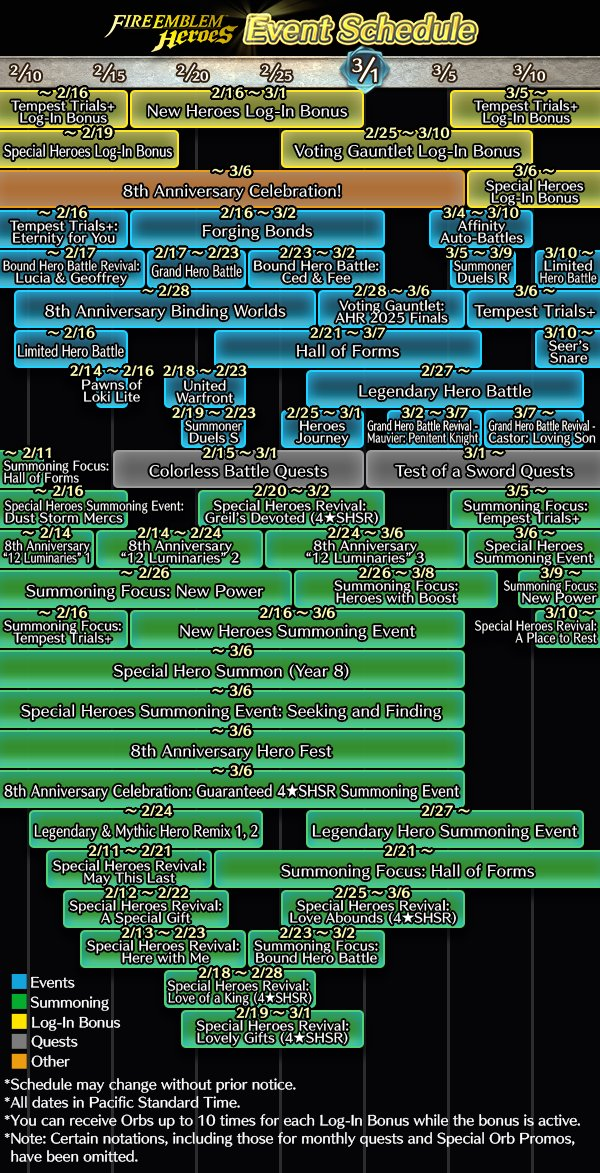 FIRE EMBLEM
Heroes
Event Schedule
2/10 2/15 2/20 2/25 3/1 3/5 3/10
~ 2/16
Tempest Trials+
Log-In Bonus
2/16 ~ 3/1
New Heroes Log-In Bonus
3/5 ~
Tempest Trials+
Log-In Bonus
~ 2/19
Special Heroes Log-In Bonus
2/25 ~ 3/10
Voting Gauntlet Log-In Bonus
~ 3/6
8th Anniversary Celebration!
3/6 ~
Special Heroes
Log-In Bonus
~ 2/16
Tempest Trials+:
Eternity for You
2/16 ~ 3/2
Forging Bonds
3/4 ~ 3/10
Affinity
Auto-Battles
~ 2/17
Bound Hero Battle Revival:
Lucia & Geoffrey
2/17 ~ 2/23
Grand Hero Battle
2/23 ~ 3/2
Bound Hero Battle:
Ced & Fee
3/5 ~ 3/9
Summoner
Duels R
3/10 ~
Limited
Hero Battle
~ 2/28
8th Anniversary Binding Worlds
2/28 ~ 3/6
Voting Gauntlet:
AHR 2025 Finals
3/6 ~
Tempest Trials+
~ 2/16
Limited Hero Battle
2/21 ~ 3/7
Hall of Forms
3/10 ~
Seer's
Snare
2/14 ~ 2/16
Pawns of
Loki Lite
2/18 ~ 2/23
United
Warfront
2/27 ~
Legendary Hero Battle
2/19 ~ 2/23
Summoner
Duels S
2/25 ~ 3/1
Heroes
Journey
3/2 ~ 3/7
Grand Hero Battle Revival -
Mauvier: Penitent Knight
3/7 ~
Grand Hero Battle Revival -
Castor: Loving Son
~ 2/11
Summoning Focus:
Hall of Forms
2/15 ~ 3/1
Colorless Battle Quests
3/1 ~
Test of a Sword Quests
~ 2/16
Special Heroes Summoning Event:
Dust Storm Mercs
2/20 ~ 3/2
Special Heroes Revival:
Greil's Devoted (4★SHSR)
3/5 ~
Summoning Focus:
Tempest Trials+
~ 2/14
8th Anniversary
"12 Luminaries" 1
2/14 ~ 2/24
8th Anniversary
"12 Luminaries" 2
2/24 ~ 3/6
8th Anniversary
"12 Luminaries" 3
3/6 ~
Special Heroes
Summoning Event
~ 2/26
Summoning Focus: New Power
2/26 ~ 3/8
Summoning Focus:
Heroes with Boost
3/9 ~
Summoning Focus:
New Power
~ 2/16
Summoning Focus:
Tempest Trials+
2/16 ~ 3/6
New Heroes Summoning Event
3/10 ~
Special Heroes Revival:
A Place to Rest
~ 3/6
Special Hero Summon (Year 8)
~ 3/6
Special Heroes Summoning Event: Seeking and Finding
~ 3/6
8th Anniversary Hero Fest
~ 3/6
8th Anniversary Celebration: Guaranteed 4★SHSR Summoning Event
~ 2/24
Legendary & Mythic Hero Remix 1, 2
2/27 ~
Legendary Hero Summoning Event
2/11 ~ 2/21
Special Heroes Revival:
May This Last
2/21 ~
Summoning Focus: Hall of Forms
2/12 ~ 2/22
Special Heroes Revival:
A Special Gift
2/25 ~ 3/6
Special Heroes Revival:
Love Abounds (4★SHSR)
2/13 ~ 2/23
Special Heroes Revival:
Here with Me
2/23 ~ 3/2
Summoning Focus:
Bound Hero Battle
2/18 ~ 2/28
Special Heroes Revival:
Love of a King (4★SHSR)
2/19 ~ 3/1
Special Heroes Revival:
Lovely Gifts (4★SHSR)
Events
Summoning
Log-In Bonus
Quests
Other
*Schedule may change without prior notice.
*All dates in Pacific Standard Time.
*You can receive Orbs up to 10 times for each Log-In Bonus while the bonus is active.
*Note: Certain notations, including those for monthly quests and Special Orb Promos,
have been omitted.